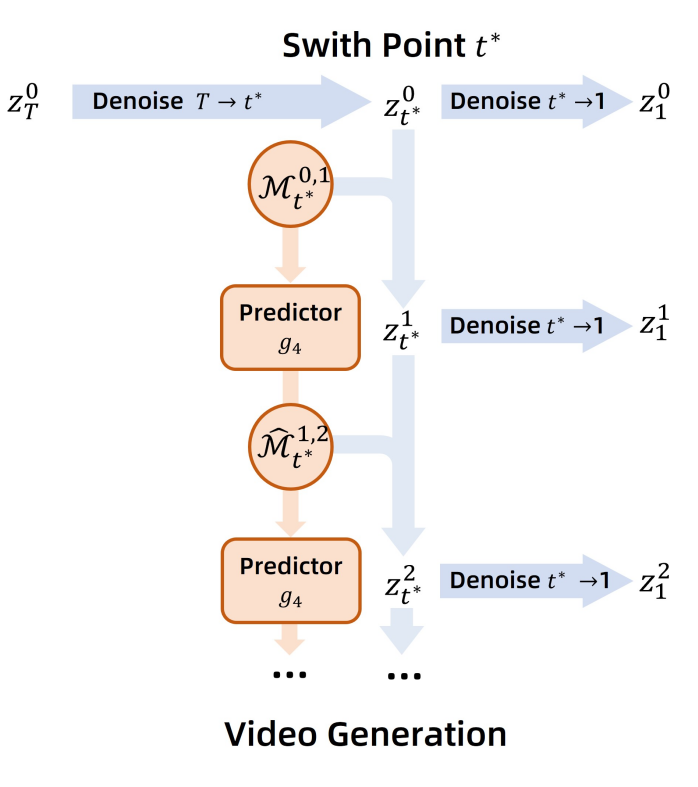 Swith Point t*
z_T^0 Denoise T → t* z_{t*}^0 Denoise t* →1 z_1^0
ℳ_{t*}^{0,1}
Predictor
g_4
z_{t*}^1 Denoise t* →1 z_1^1
ℳ̂_{t*}^{1,2}
Predictor
g_4
z_{t*}^2 Denoise t* →1 z_1^2
... ...
Video Generation